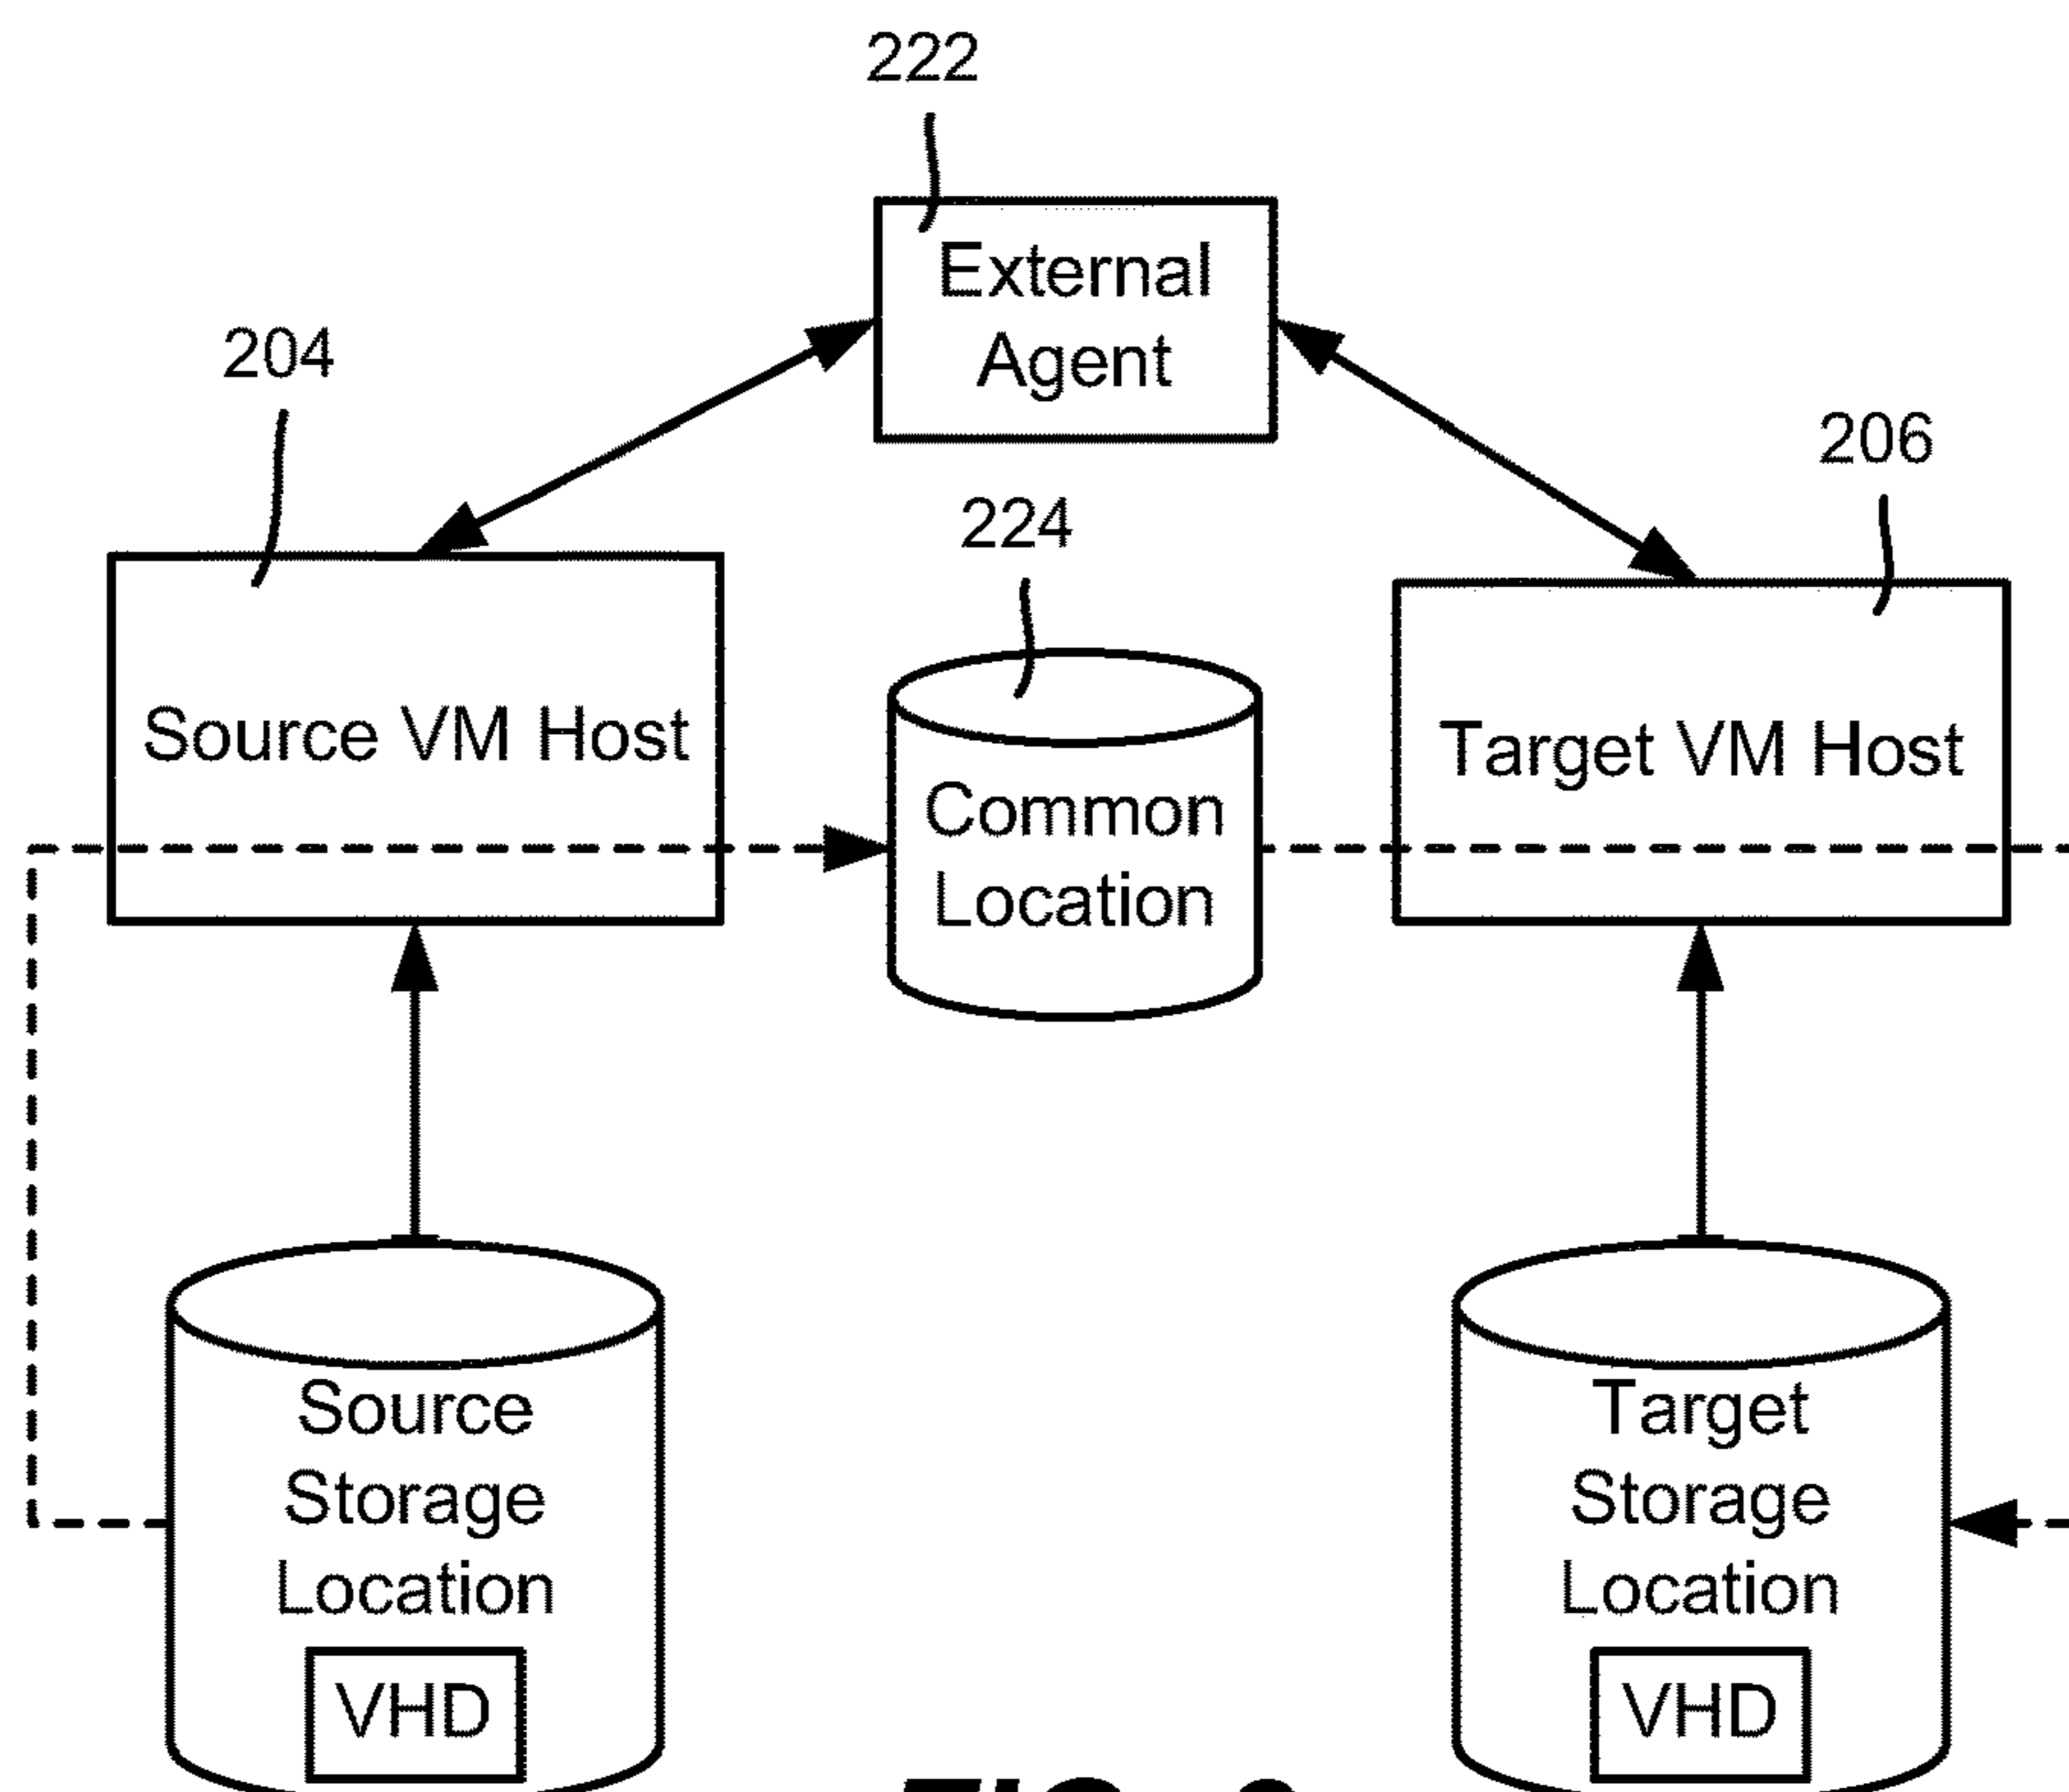 222
External
Agent
204
206
224
Source VM Host
Target VM Host
Common
Location
Source
Storage
Location
VHD
Target
Storage
Location
VHD